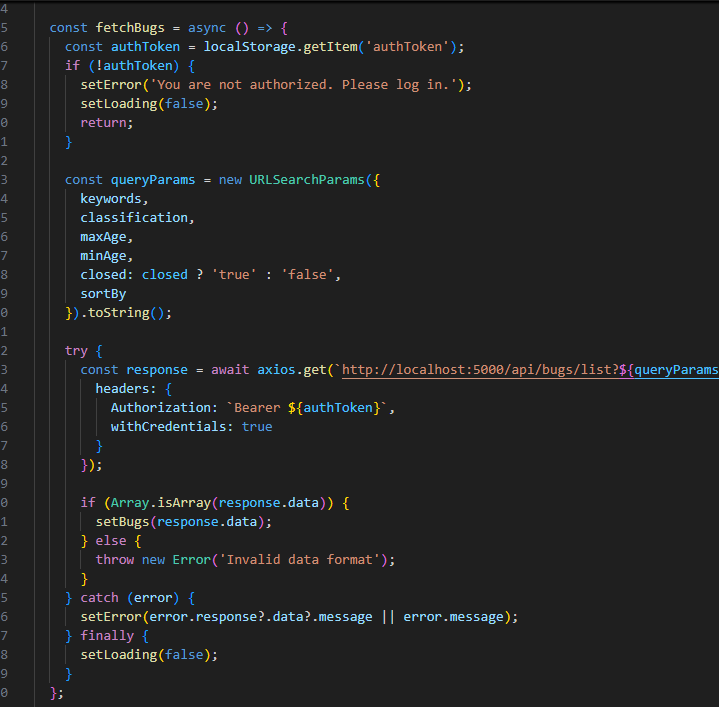 4
5 const fetchBugs = async () => {
6 const authToken = localStorage.getItem('authToken');
7 if (!authToken) {
8 setError('You are not authorized. Please log in.');
9 setLoading(false);
0 return;
1 }
2
3 const queryParams = new URLSearchParams({
4 keywords,
5 classification,
6 maxAge,
7 minAge,
8 closed: closed ? 'true' : 'false',
9 sortBy
0 }).toString();
1
2 try {
3 const response = await axios.get(`http://localhost:5000/api/bugs/list?${queryParams
4 headers: {
5 Authorization: `Bearer ${authToken}`,
6 withCredentials: true
7 }
8 });
9
0 if (Array.isArray(response.data)) {
1 setBugs(response.data);
2 } else {
3 throw new Error('Invalid data format');
4 }
5 } catch (error) {
6 setError(error.response?.data?.message || error.message);
7 } finally {
8 setLoading(false);
9 }
0 };